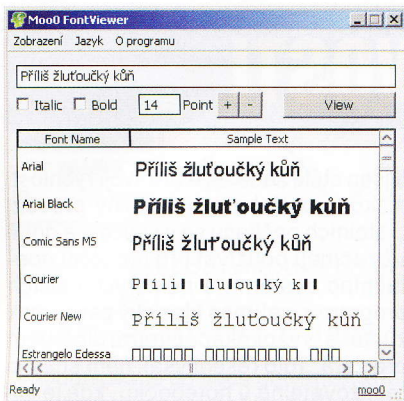 Moo0 FontViewer
Zobrazení Jazyk O programu
Příliš žluťoučký kůň
Italic Bold 14 Point + - View
Font Name Sample Text
Arial Příliš žluťoučký kůň
Arial Black Příliš žluťoučký kůň
Comic Sans MS Příliš žluťoučký kůň
Courier
Courier New Příliš žluťoučký kůň
Estrangelo Edessa
Ready moo0